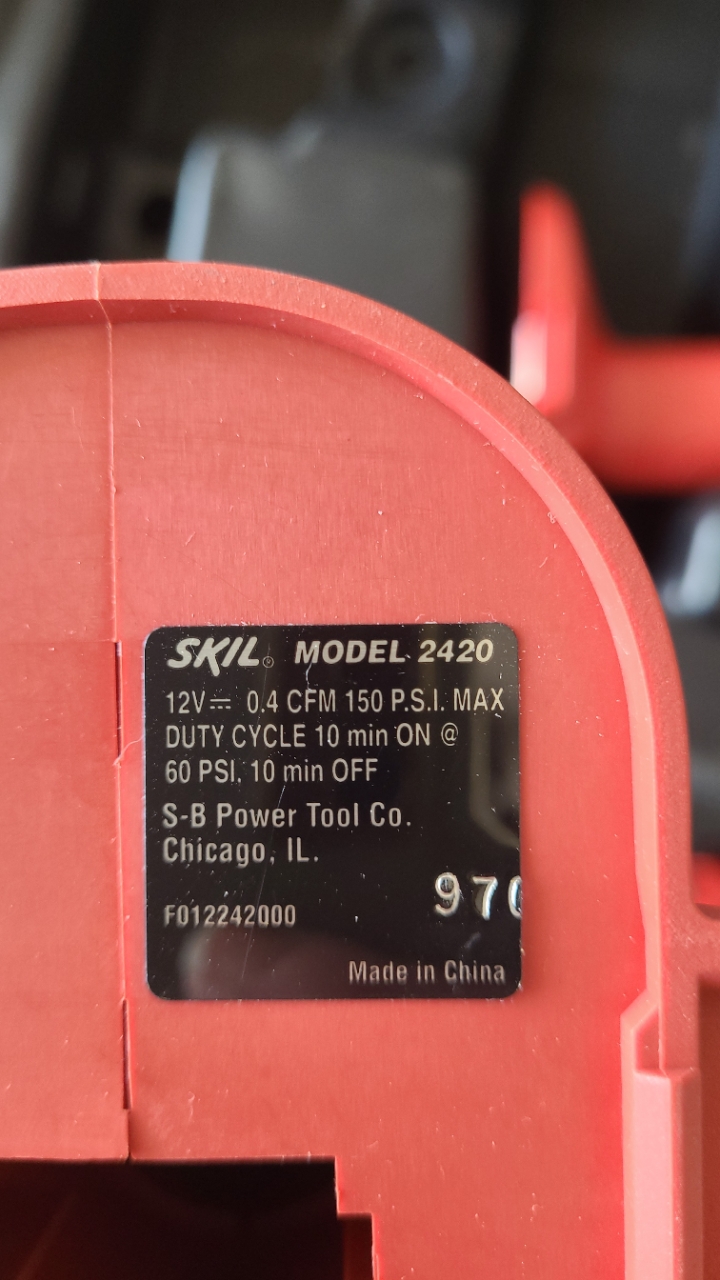 SKIL® MODEL 2420
12V⎓ 0.4 CFM 150 P.S.I. MAX
DUTY CYCLE 10 min ON @
60 PSI, 10 min OFF
S-B Power Tool Co.
Chicago, IL.
970
F012242000
Made in China